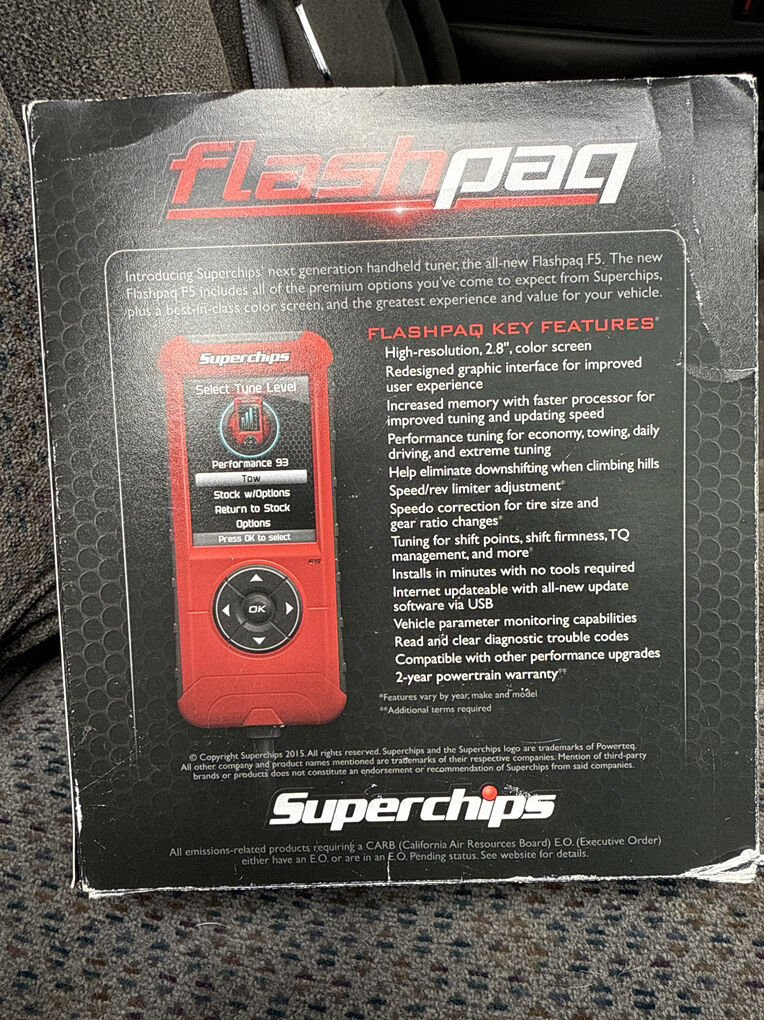 flashpaq
Introducing Superchips' next generation handheld tuner, the all-new Flashpaq F5. The new
Flashpaq F5 includes all of the premium options you've come to expect from Superchips,
plus a best-in-class color screen, and the greatest experience and value for your vehicle.
FLASHPAQ KEY FEATURES*
High-resolution, 2.8", color screen
Redesigned graphic interface for improved
user experience
Increased memory with faster processor for
improved tuning and updating speed
Performance tuning for economy, towing, daily
driving, and extreme tuning
Help eliminate downshifting when climbing hills
Speed/rev limiter adjustment*
Speedo correction for tire size and
gear ratio changes*
Tuning for shift points, shift firmness, TQ
management, and more*
Installs in minutes with no tools required
Internet updateable with all-new update
software via USB
Vehicle parameter monitoring capabilities
Read and clear diagnostic trouble codes
Compatible with other performance upgrades
2-year powertrain warranty**
*Features vary by year, make and model
**Additional terms required
Superchips
Select Tune Level
Performance 93
Tow
Stock w/Options
Return to Stock
Options
Press OK to select
F5
OK
© Copyright Superchips 2015. All rights reserved. Superchips and the Superchips logo are trademarks of Powerteq.
All other company and product names mentioned are trademarks of their respective companies. Mention of third-party
brands or products does not constitute an endorsement or recommendation of Superchips from said companies.
Superchips
All emissions-related products requiring a CARB (California Air Resources Board) E.O. (Executive Order)
either have an E.O. or are in an E.O. Pending status. See website for details.